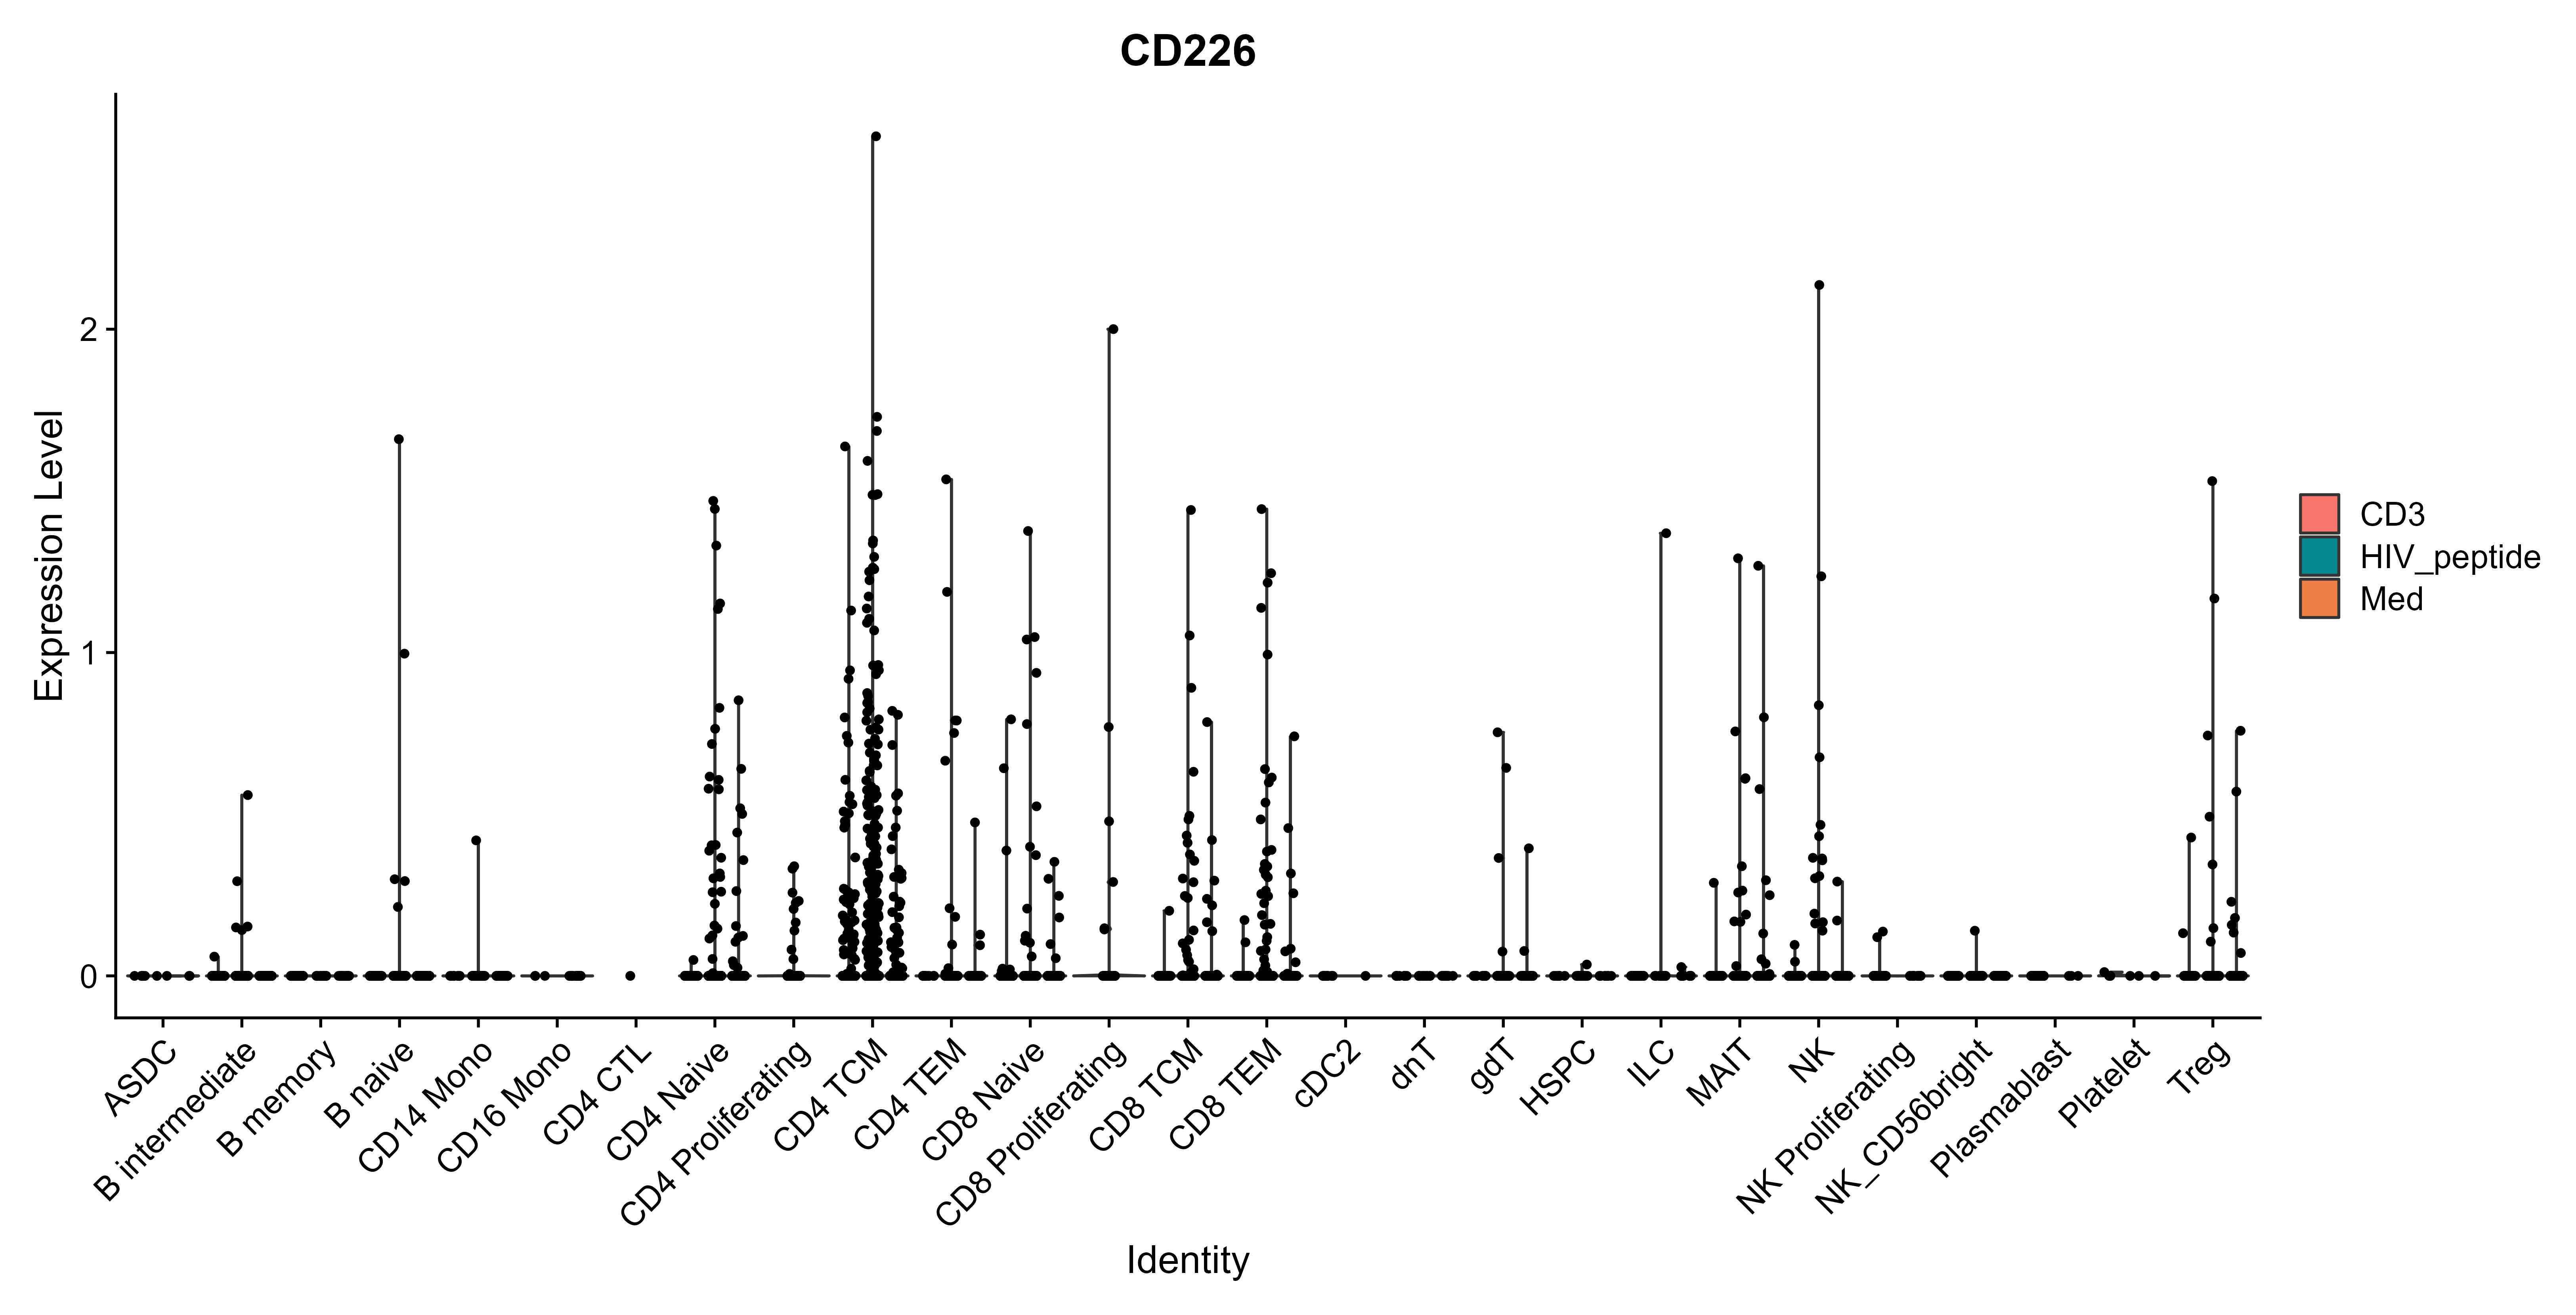 CD226
Expression Level
2
1
0
ASDC
B intermediate
B memory
B naive
CD14 Mono
CD16 Mono
CD4 CTL
CD4 Naive
CD4 Proliferating
CD4 TCM
CD4 TEM
CD8 Naive
CD8 Proliferating
CD8 TCM
CD8 TEM
cDC2
dnT
gdT
HSPC
ILC
MAIT
NK
NK Proliferating
NK_CD56bright
Plasmablast
Platelet
Treg
Identity
CD3
HIV_peptide
Med